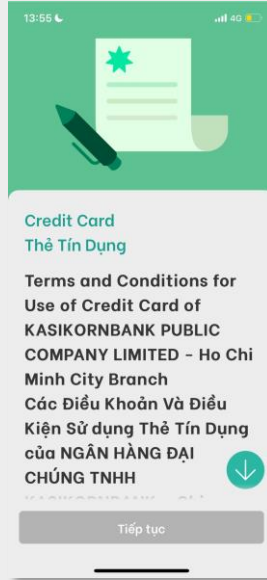 13:55
4G
Credit Card
Thẻ Tín Dụng
Terms and Conditions for
Use of Credit Card of
KASIKORNBANK PUBLIC
COMPANY LIMITED – Ho Chi
Minh City Branch
Các Điều Khoản Và Điều
Kiện Sử dụng Thẻ Tín Dụng
của NGÂN HÀNG ĐẠI
CHÚNG TNHH
Tiếp tục